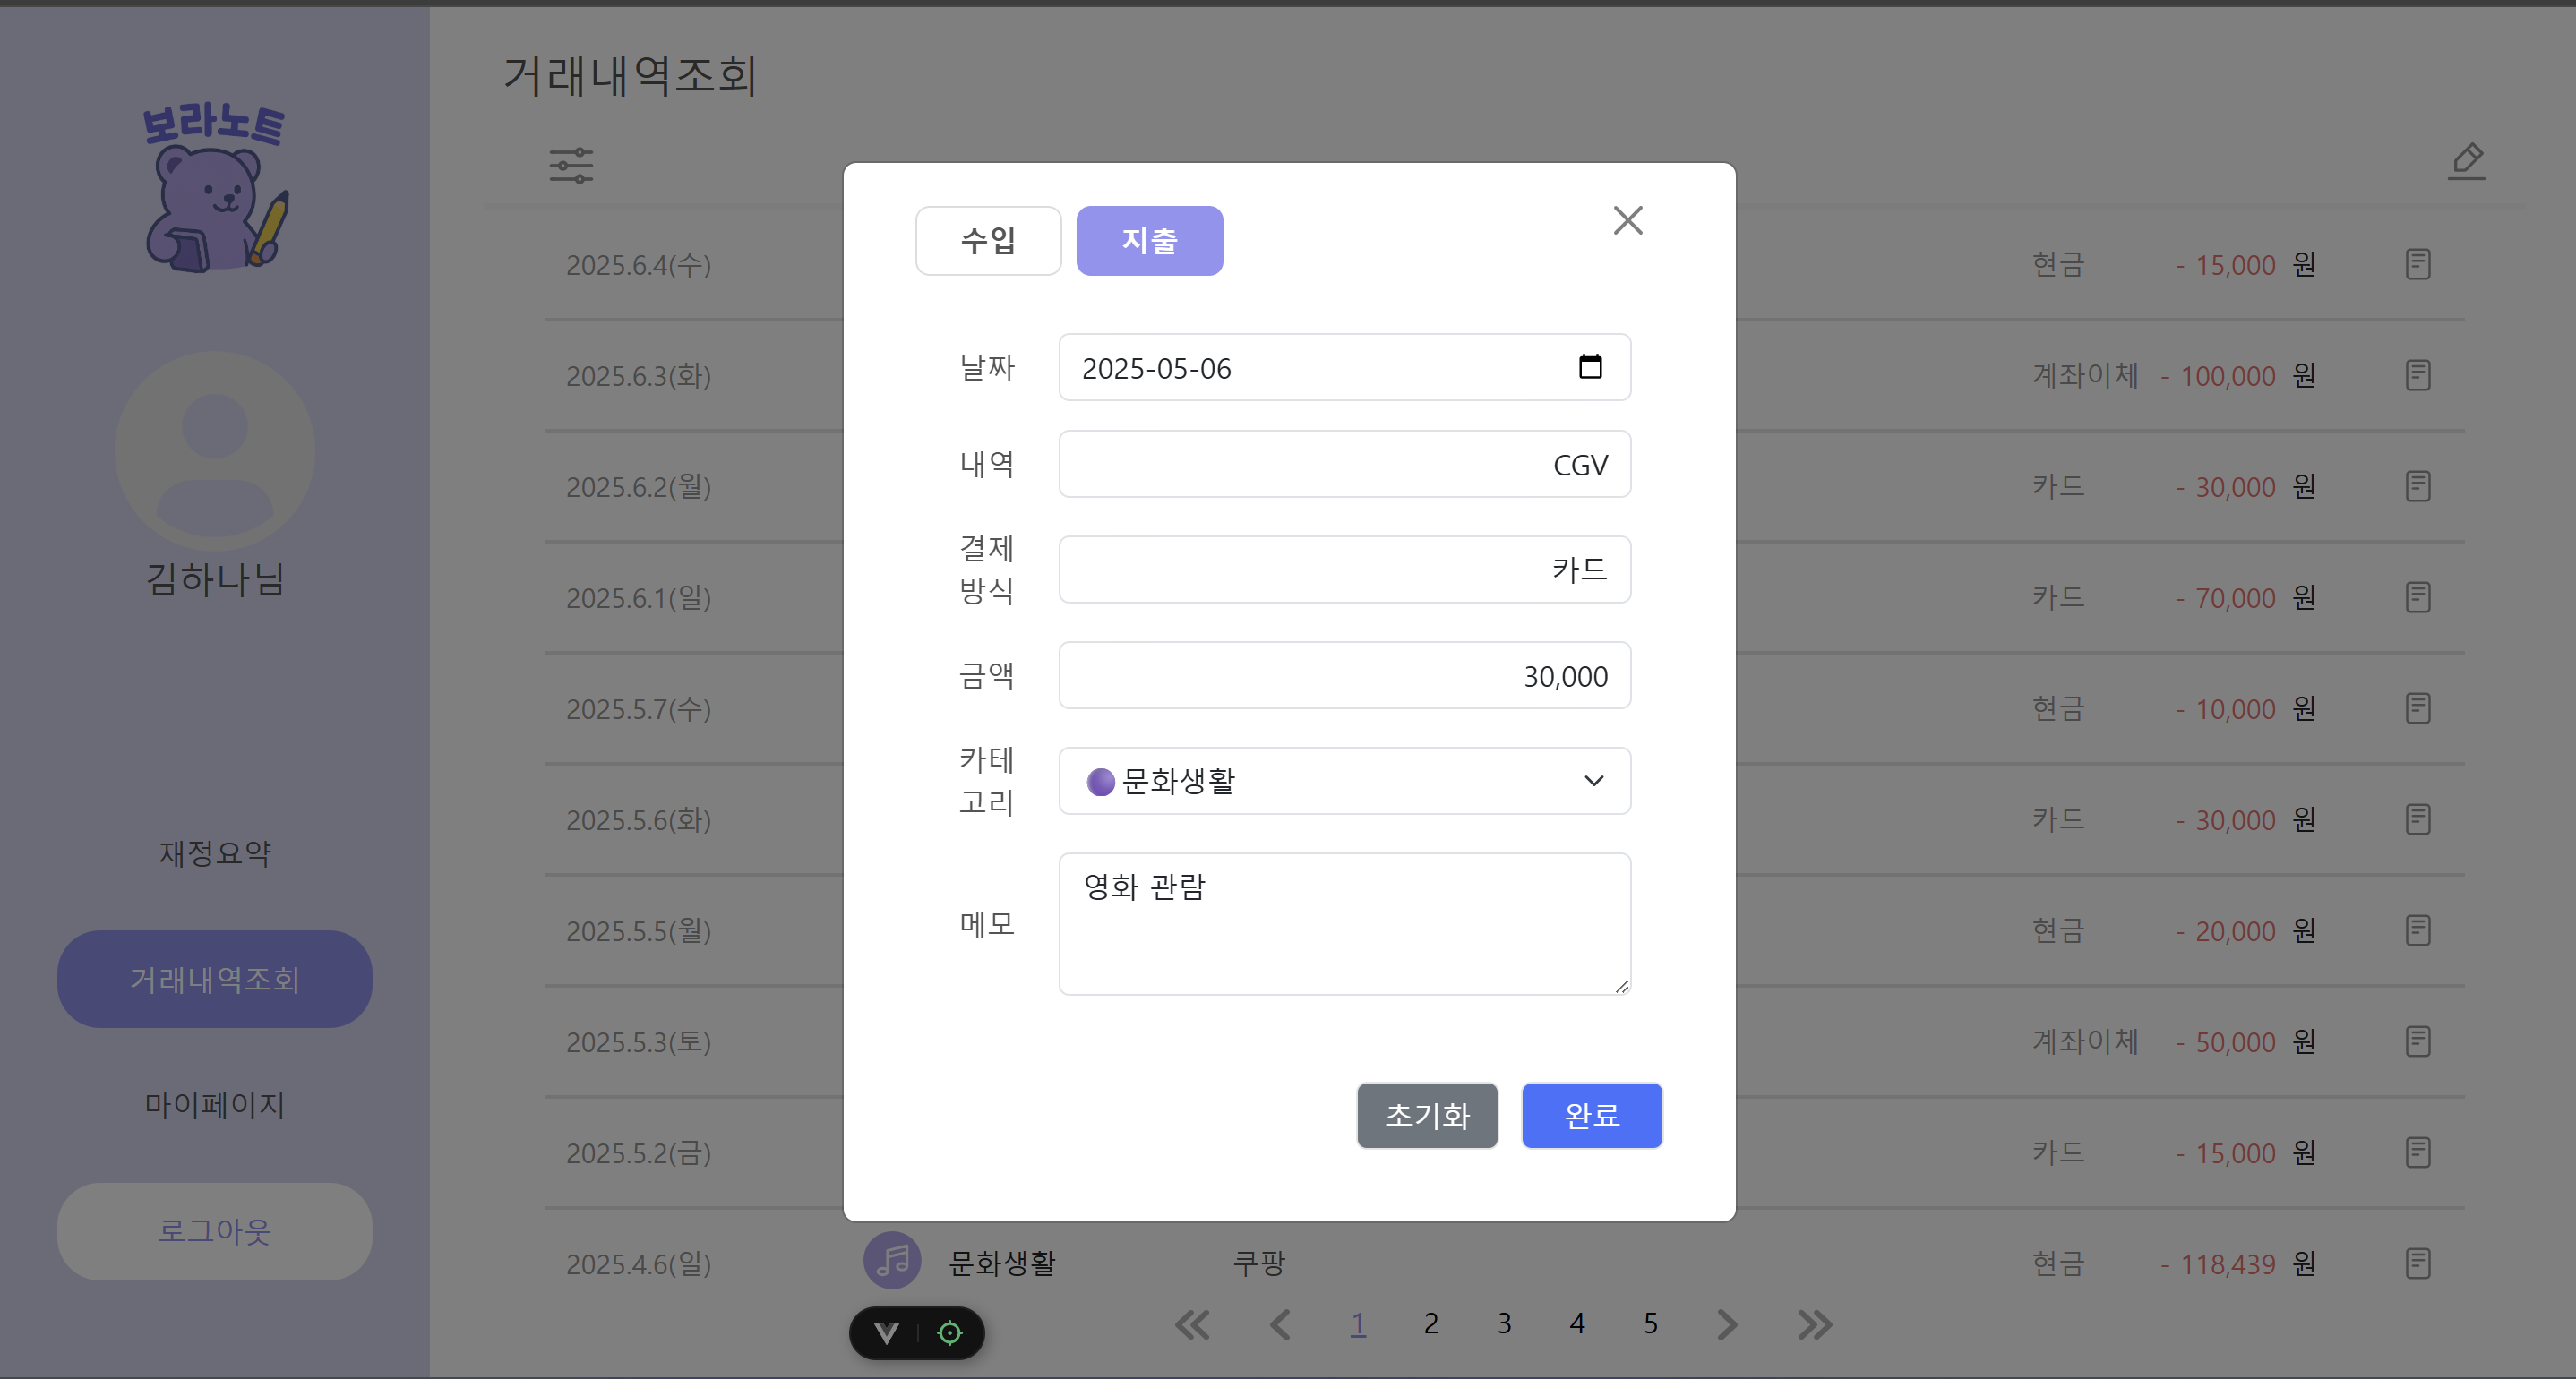 보라노트
김하나님
재정요약
거래내역조회
마이페이지
로그아웃
거래내역조회
2025.6.4(수) 현금 - 15,000 원
2025.6.3(화) 계좌이체 - 100,000 원
2025.6.2(월) 카드 - 30,000 원
2025.6.1(일) 카드 - 70,000 원
2025.5.7(수) 현금 - 10,000 원
2025.5.6(화) 카드 - 30,000 원
2025.5.5(월) 현금 - 20,000 원
2025.5.3(토) 계좌이체 - 50,000 원
2025.5.2(금) 카드 - 15,000 원
2025.4.6(일) 문화생활 쿠팡 현금 - 118,439 원
1 2 3 4 5
수입 지출
날짜 2025-05-06
내역 CGV
결제
방식 카드
금액 30,000
카테
고리 문화생활
메모 영화 관람
초기화 완료